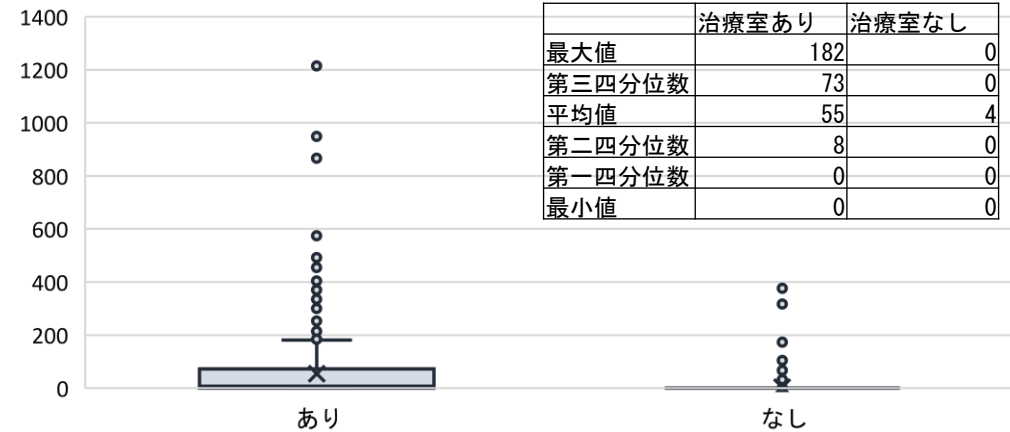 1400
1200
1000
800
600
400
200
0
あり
なし
治療室あり 治療室なし
最大値 182 0
第三四分位数 73 0
平均値 55 4
第二四分位数 8 0
第一四分位数 0 0
最小値 0 0